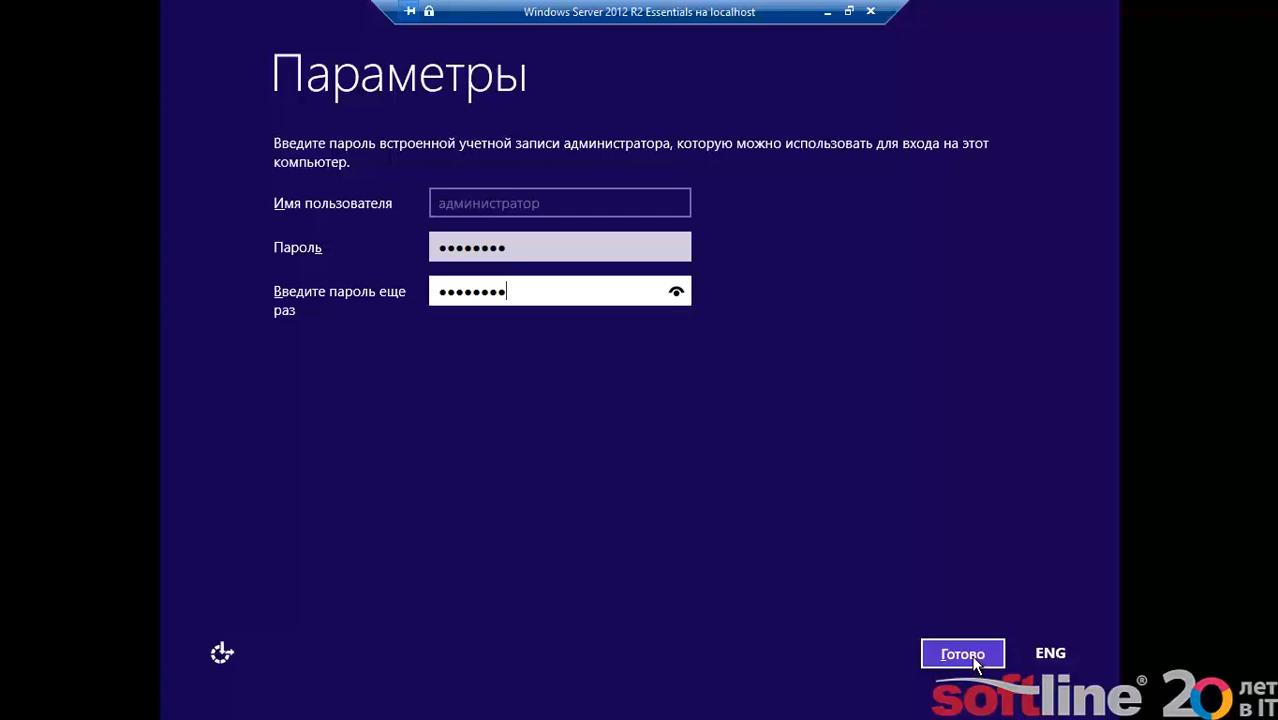 Windows Server 2012 R2 Essentials на localhost
Параметры
Введите пароль встроенной учетной записи администратора, которую можно использовать для входа на этот
компьютер.
Имя пользователя
администратор
Пароль
••••••••
Введите пароль еще
раз
••••••••
Готово
ENG
softline® 20 лет
в IT